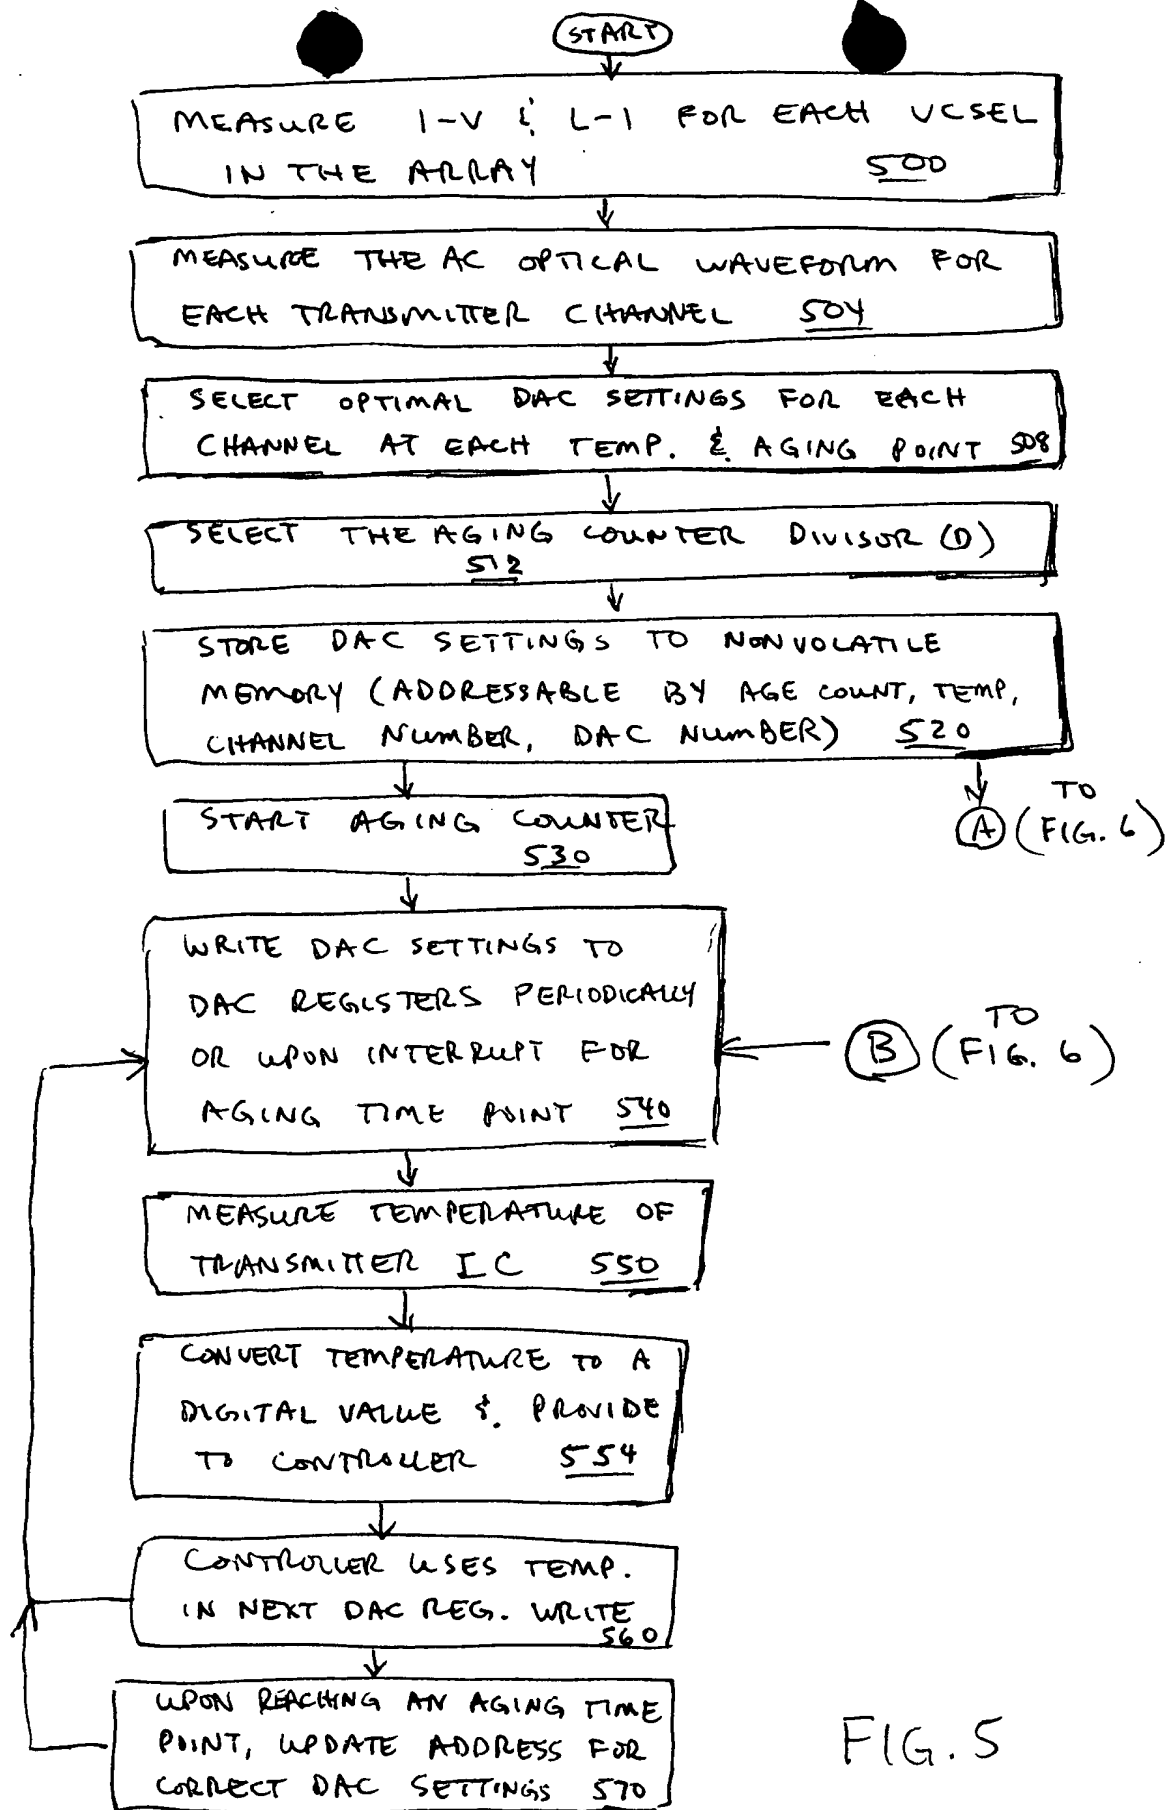 START
MEASURE I-V & L-I FOR EACH VCSEL
IN THE ARRAY 500
MEASURE THE AC OPTICAL WAVEFORM FOR
EACH TRANSMITTER CHANNEL 504
SELECT OPTIMAL DAC SETTINGS FOR EACH
CHANNEL AT EACH TEMP. & AGING POINT 508
SELECT THE AGING COUNTER DIVISOR (D)
512
STORE DAC SETTINGS TO NONVOLATILE
MEMORY (ADDRESSABLE BY AGE COUNT, TEMP,
CHANNEL NUMBER, DAC NUMBER) 520
TO
A (FIG. 6)
START AGING COUNTER
530
WRITE DAC SETTINGS TO
DAC REGISTERS PERIODICALLY
OR UPON INTERRUPT FOR
AGING TIME POINT 540
TO
B (FIG. 6)
MEASURE TEMPERATURE OF
TRANSMITTER IC 550
CONVERT TEMPERATURE TO A
DIGITAL VALUE & PROVIDE
TO CONTROLLER 554
CONTROLLER USES TEMP.
IN NEXT DAC REG. WRITE
560
UPON REACHING AN AGING TIME
POINT, UPDATE ADDRESS FOR
CORRECT DAC SETTINGS 570
FIG. 5